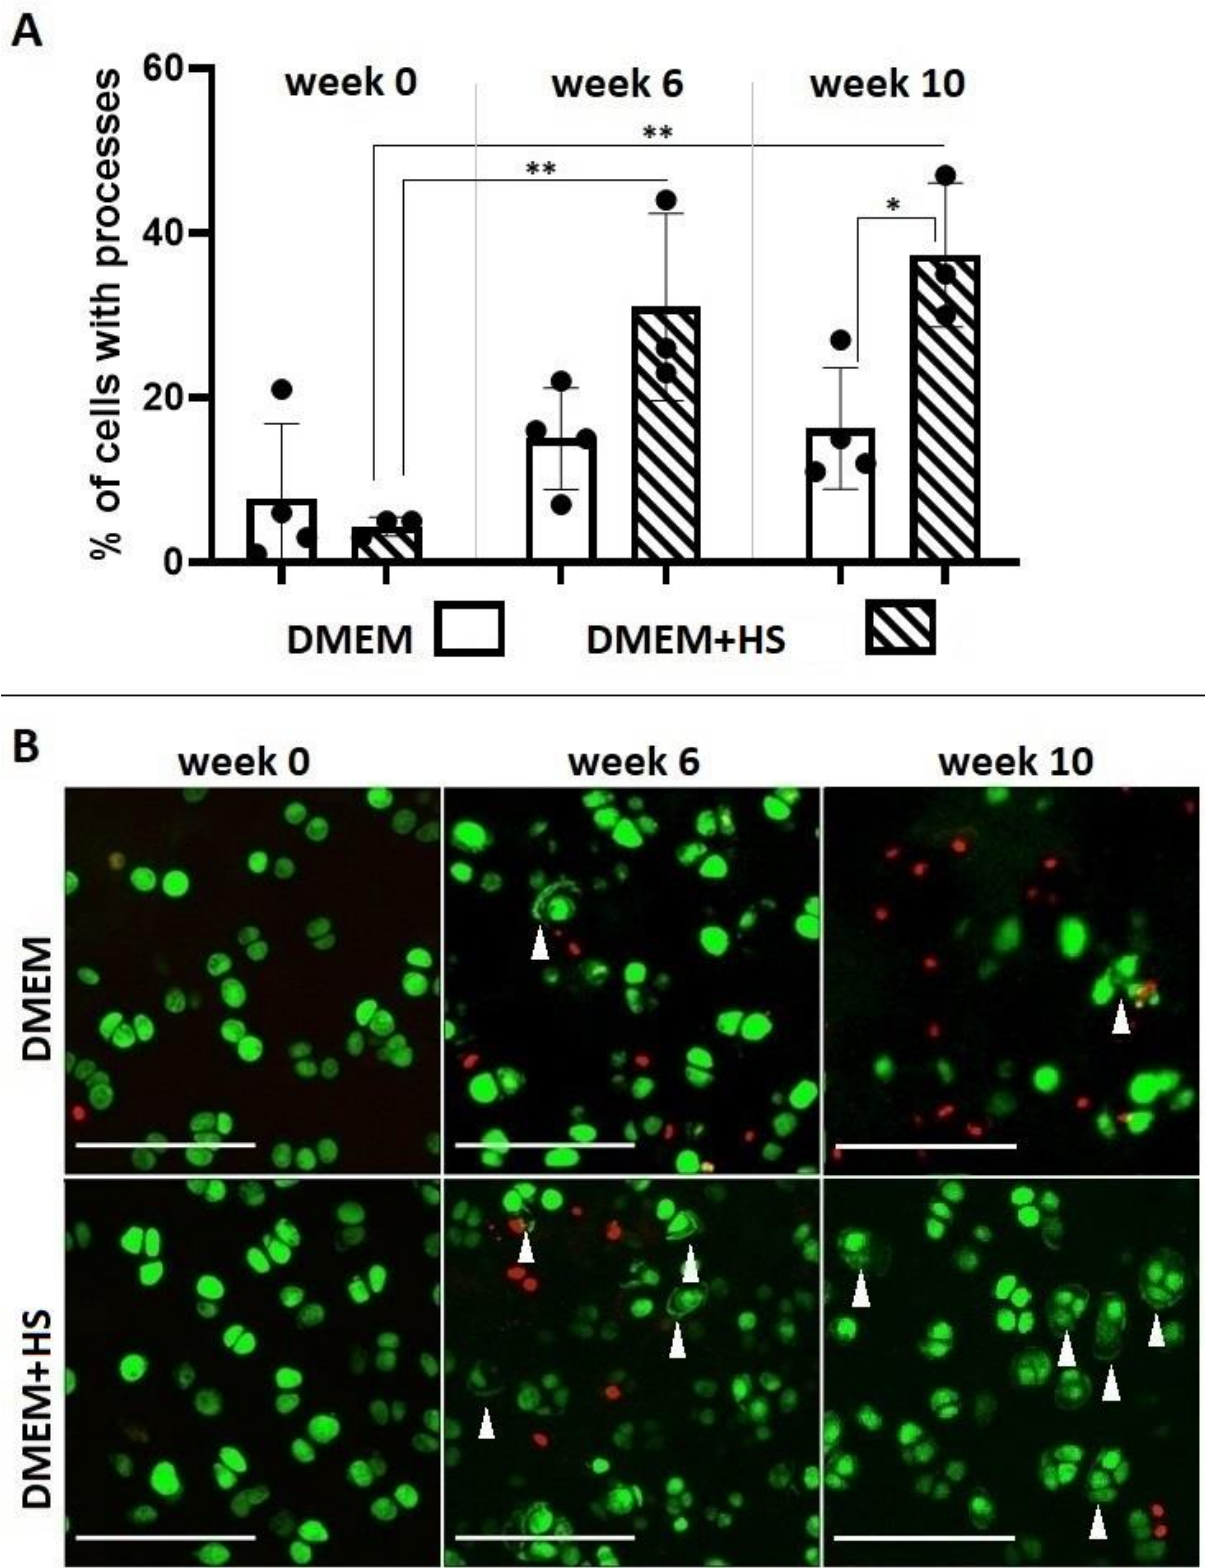 A
60
week 0
week 6
week 10
**
**
*
40
20
0
% of cells with processes
DMEM
DMEM+HS
B
week 0
week 6
week 10
DMEM
DMEM+HS